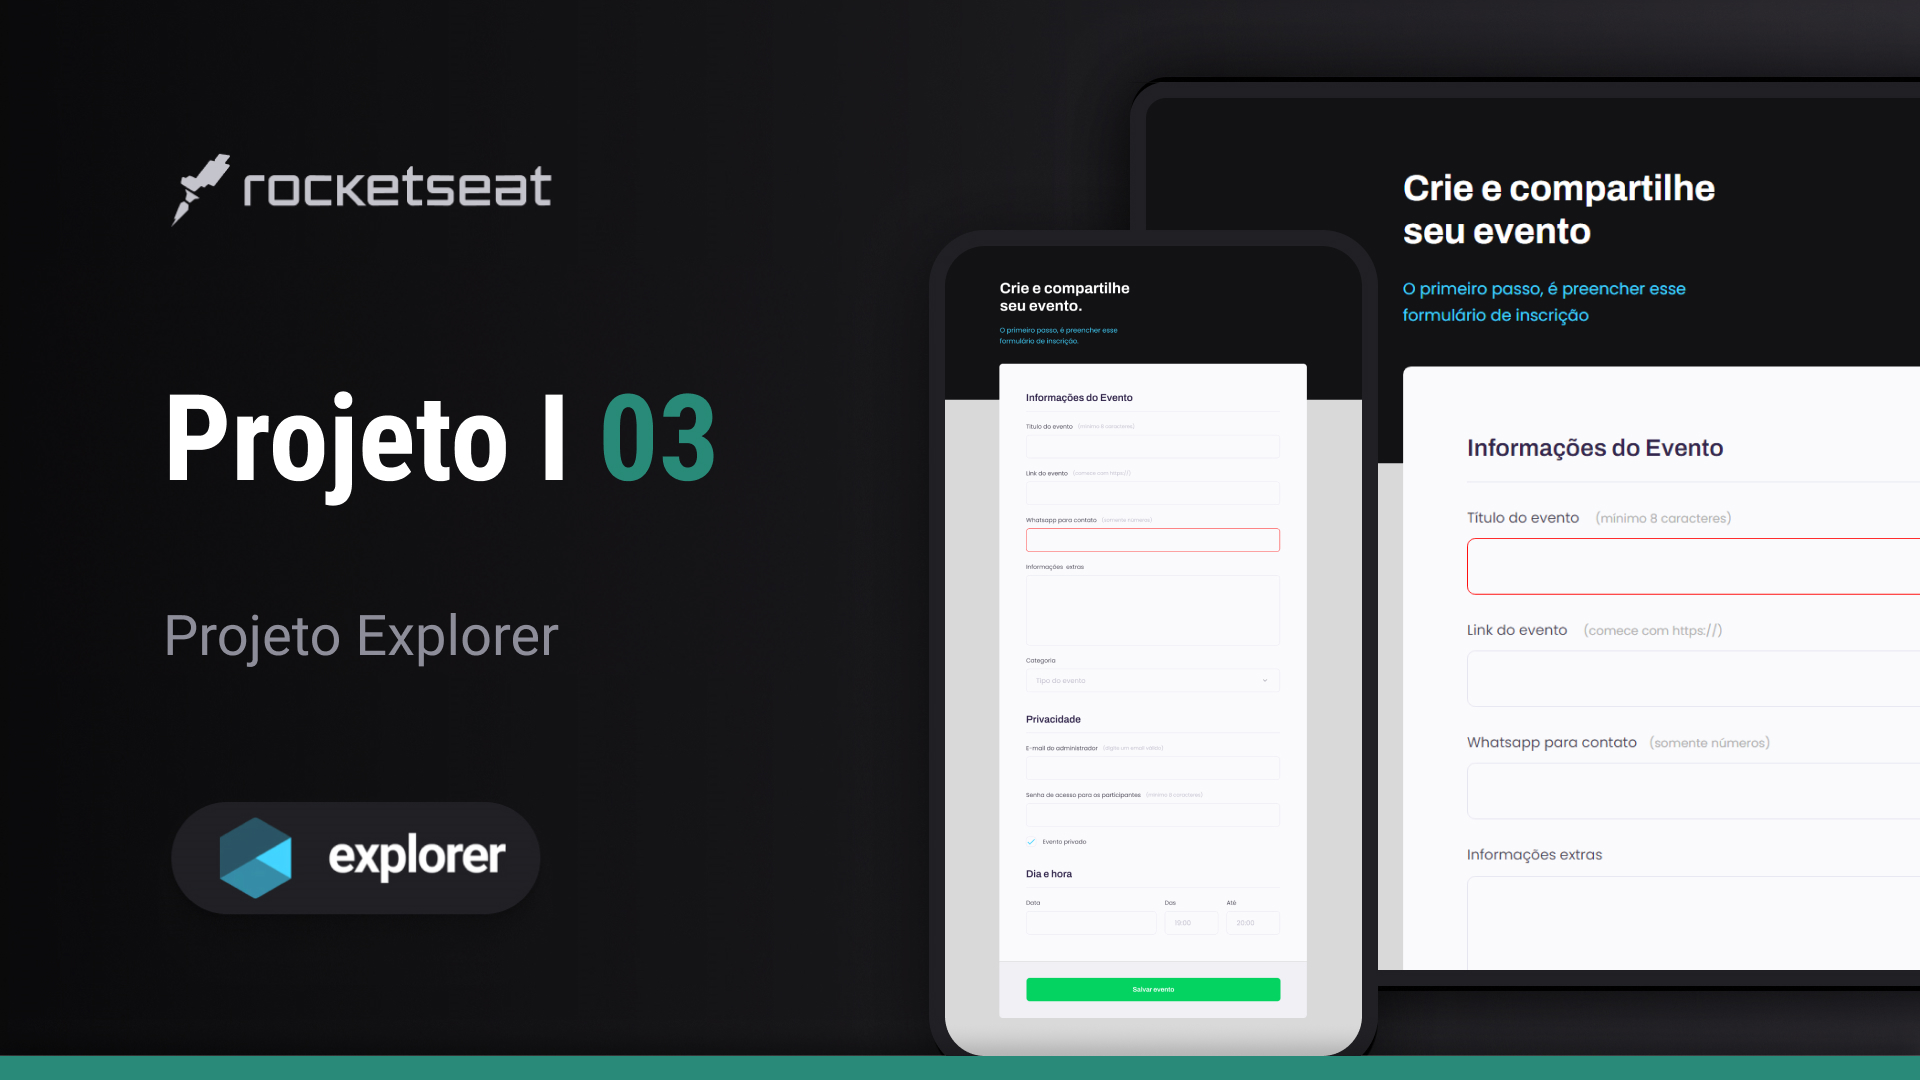 rocketseat
Projeto I 03
Projeto Explorer
explorer
Crie e compartilhe
seu evento.
O primeiro passo, é preencher esse
formulário de inscrição.
Informações do Evento
Título do evento (mínimo 8 caracteres)
Link do evento (comece com https://)
Whatsapp para contato (somente números)
Informações extras
Categoria
Tipo do evento
Privacidade
E-mail do administrador (digite um email válido)
Senha de acesso para os participantes (mínimo 6 caracteres)
Evento privado
Dia e hora
Data Das Até
19:00 20:00
Salvar evento
Crie e compartilhe
seu evento
O primeiro passo, é preencher esse
formulário de inscrição
Informações do Evento
Título do evento (mínimo 8 caracteres)
Link do evento (comece com https://)
Whatsapp para contato (somente números)
Informações extras